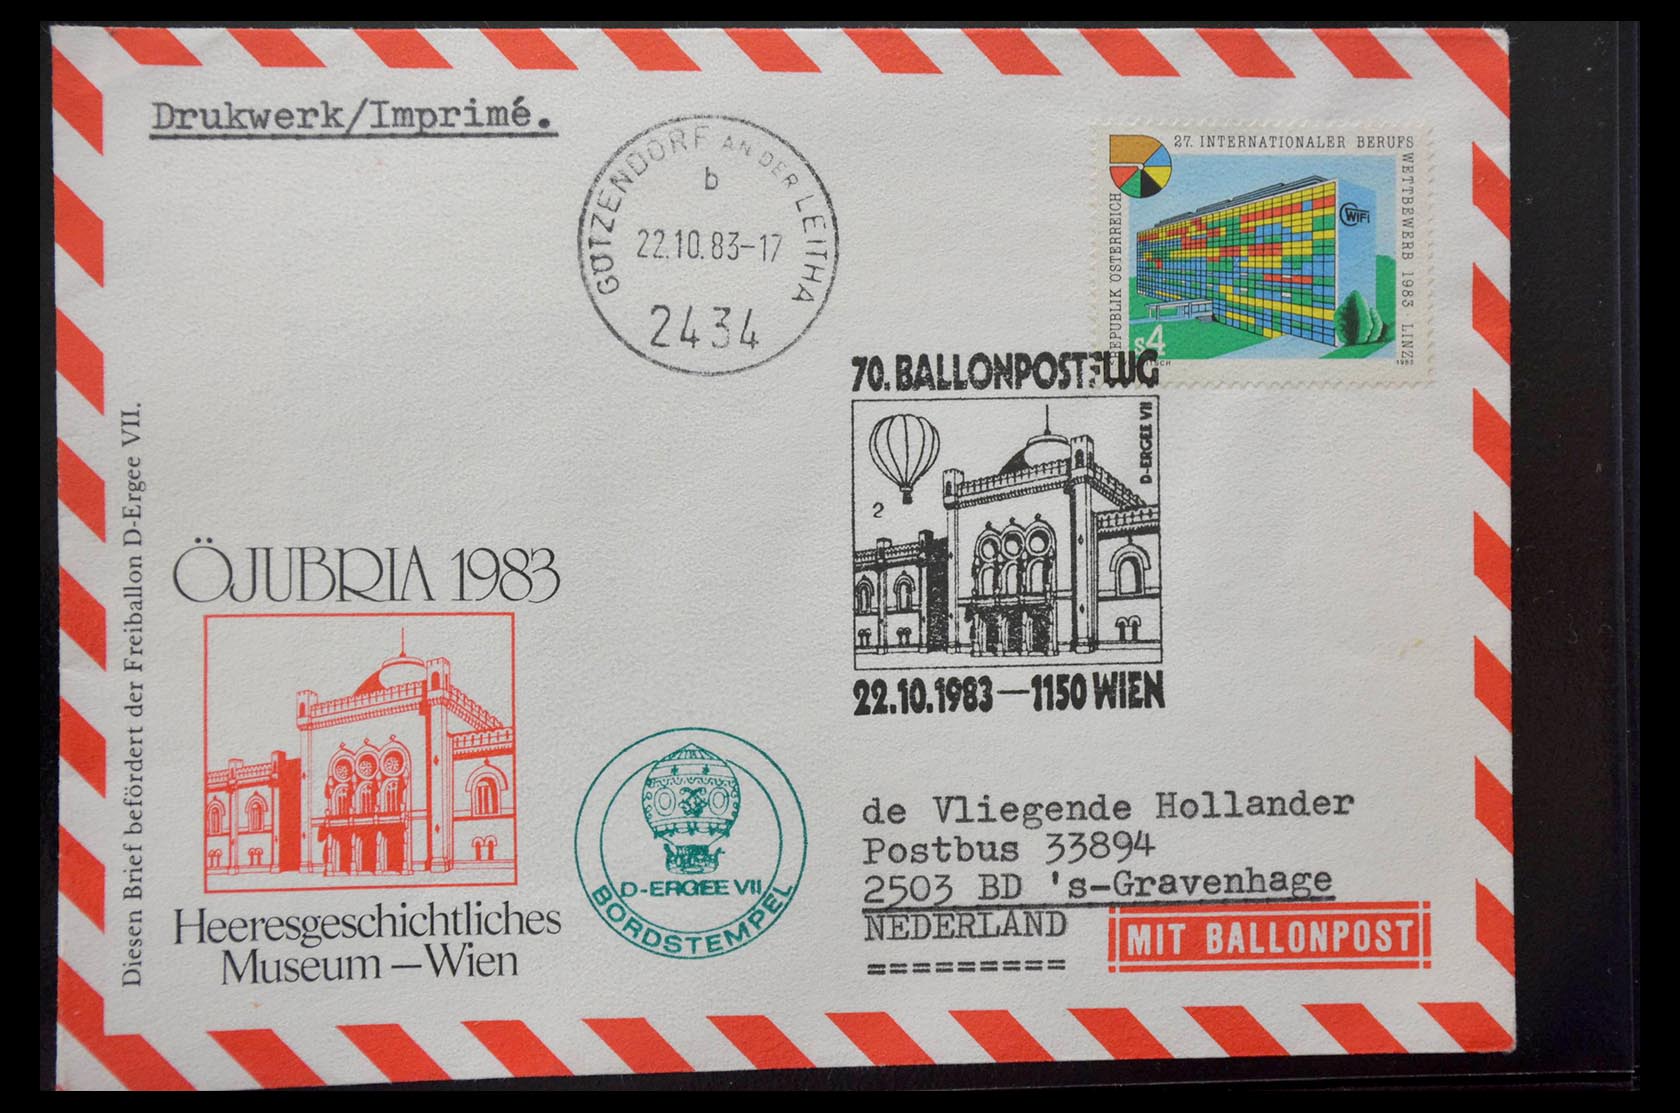 Drukwerk/Imprimé.
GÖTZENDORF AN DER LEITHA
b
22.10.83-17
2434
27. INTERNATIONALER BERUFS
WETTBEWERB 1983 LINZ
REPUBLIK ÖSTERREICH
WIFI
S4
1983
70. BALLONPOSTFLUG
D-ERGEE VII
2
22.10.1983—1150 WIEN
Diesen Brief befördert der Freiballon D-Ergee VII.
ÖJUBRIA 1983
Heeresgeschichtliches
Museum – Wien
D-ERGEE VII
BORDSTEMPEL
de Vliegende Hollander
Postbus 33894
2503 BD 's-Gravenhage
NEDERLAND
=========
MIT BALLONPOST